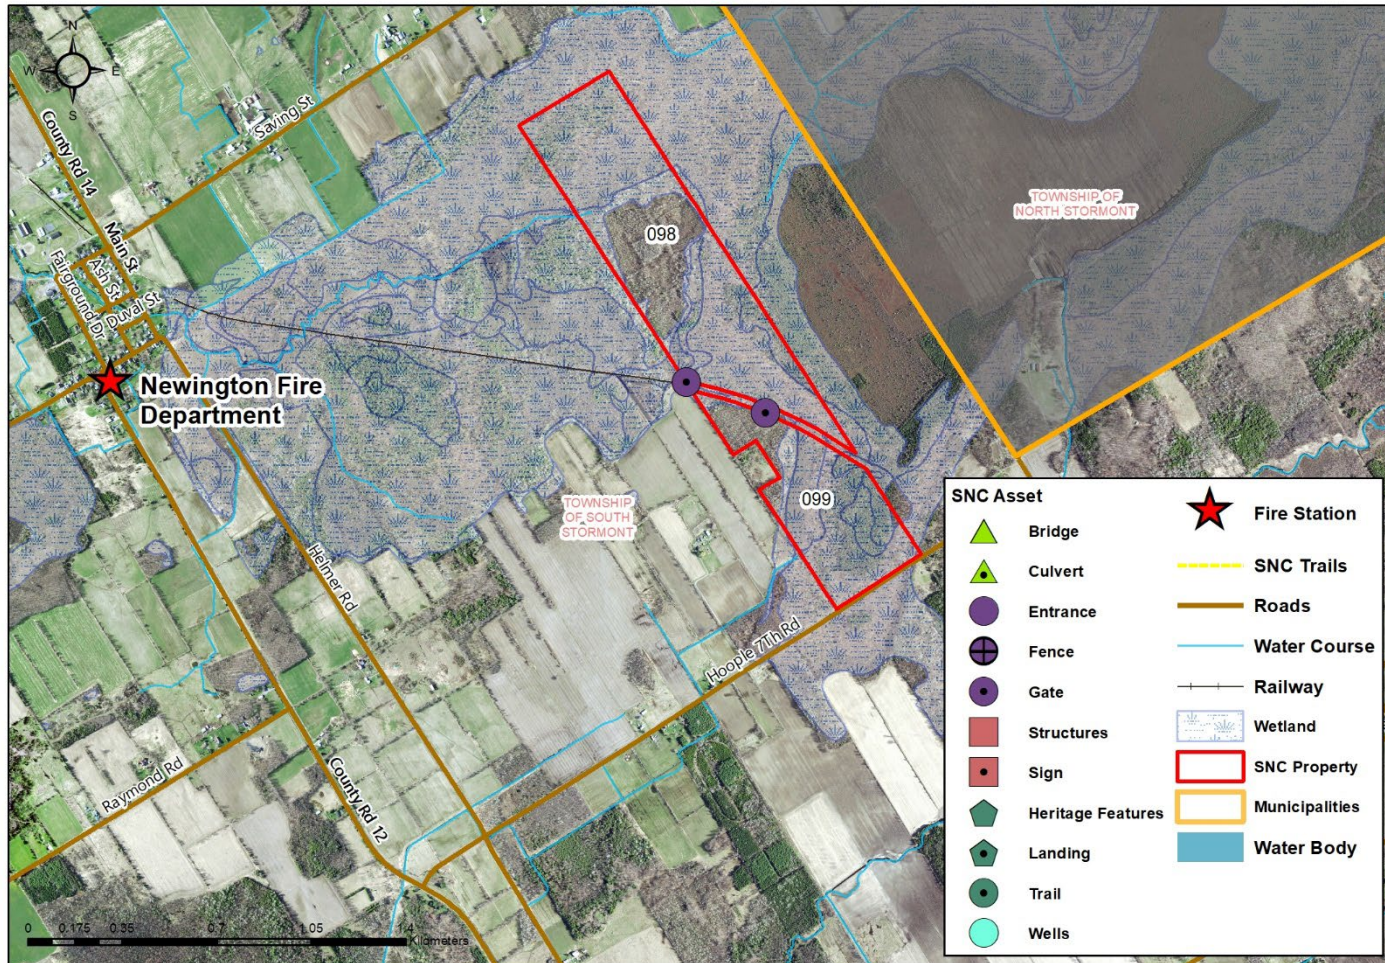 N
W E
S
County Rd 14
Saving St
Main St
Ash St
Fairground Dr
Duval St
Newington Fire
Department
098
TOWNSHIP OF
NORTH STORMONT
TOWNSHIP
OF SOUTH
STORMONT
099
Helmer Rd
Hoople 7Th Rd
Raymond Rd
County Rd 12
0 0.175 0.35 0.7 1.05 1.4
Kilometers
SNC Asset
Bridge
Culvert
Entrance
Fence
Gate
Structures
Sign
Heritage Features
Landing
Trail
Wells
Fire Station
SNC Trails
Roads
Water Course
Railway
Wetland
SNC Property
Municipalities
Water Body